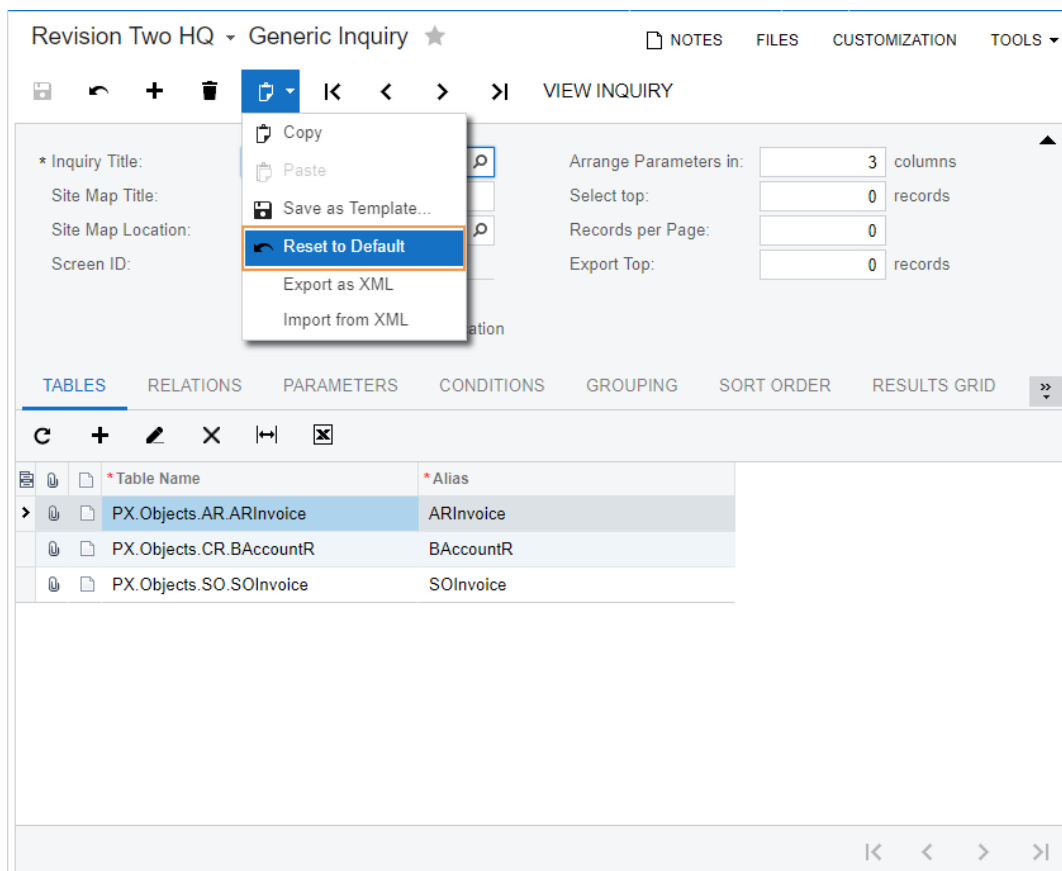 Revision Two HQ Generic Inquiry NOTES FILES CUSTOMIZATION TOOLS
VIEW INQUIRY
Copy
Paste
Save as Template...
Reset to Default
Export as XML
Import from XML
* Inquiry Title:
Site Map Title:
Site Map Location:
Screen ID:
ation
Arrange Parameters in: 3 columns
Select top: 0 records
Records per Page: 0
Export Top: 0 records
TABLES RELATIONS PARAMETERS CONDITIONS GROUPING SORT ORDER RESULTS GRID
* Table Name * Alias
PX.Objects.AR.ARInvoice ARInvoice
PX.Objects.CR.BAccountR BAccountR
PX.Objects.SO.SOInvoice SOInvoice